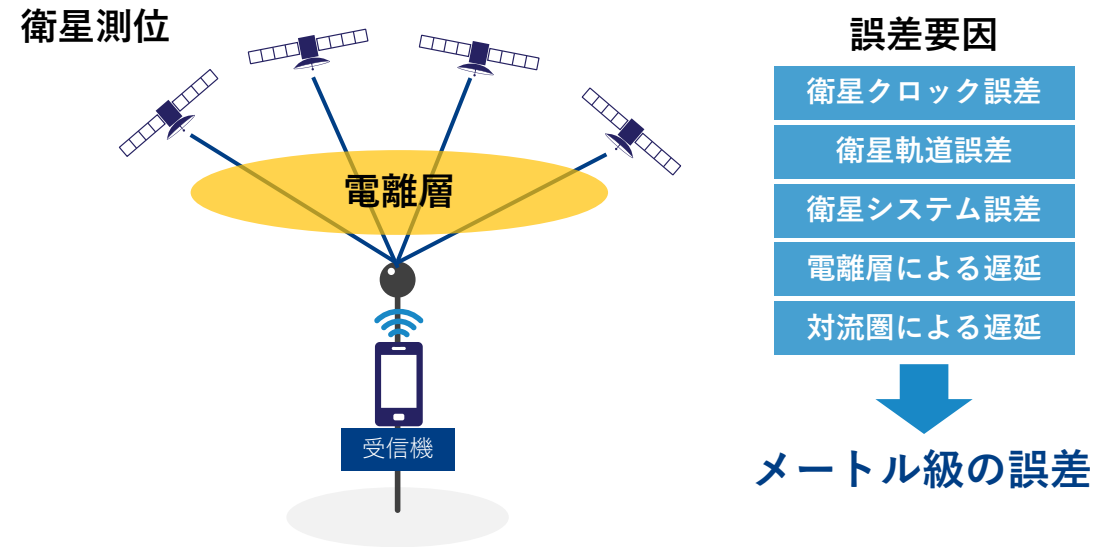 衛星測位
電離層
受信機
誤差要因
衛星クロック誤差
衛星軌道誤差
衛星システム誤差
電離層による遅延
対流圏による遅延
メートル級の誤差